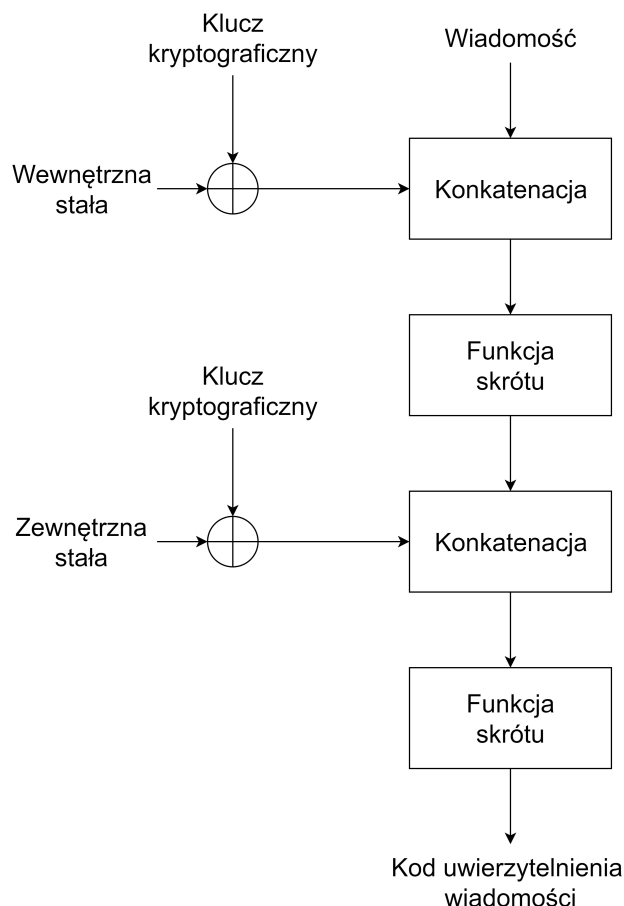 Klucz
kryptograficzny
Wiadomość
Wewnętrzna
stała
Konkatenacja
Funkcja
skrótu
Klucz
kryptograficzny
Zewnętrzna
stała
Konkatenacja
Funkcja
skrótu
Kod uwierzytelnienia
wiadomości